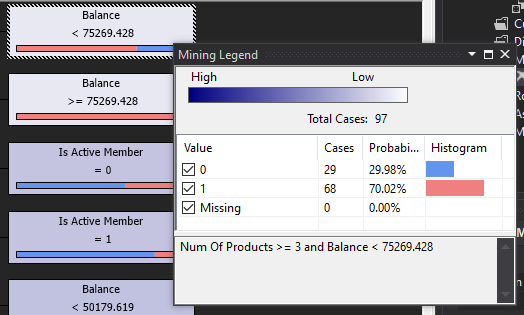 Balance
< 75269.428
Balance
>= 75269.428
Is Active Member
= 0
Is Active Member
= 1
Balance
< 50179.619
Mining Legend
High Low
Total Cases: 97
Value Cases Probabi... Histogram
0 29 29.98%
1 68 70.02%
Missing 0 0.00%
Num Of Products >= 3 and Balance < 75269.428